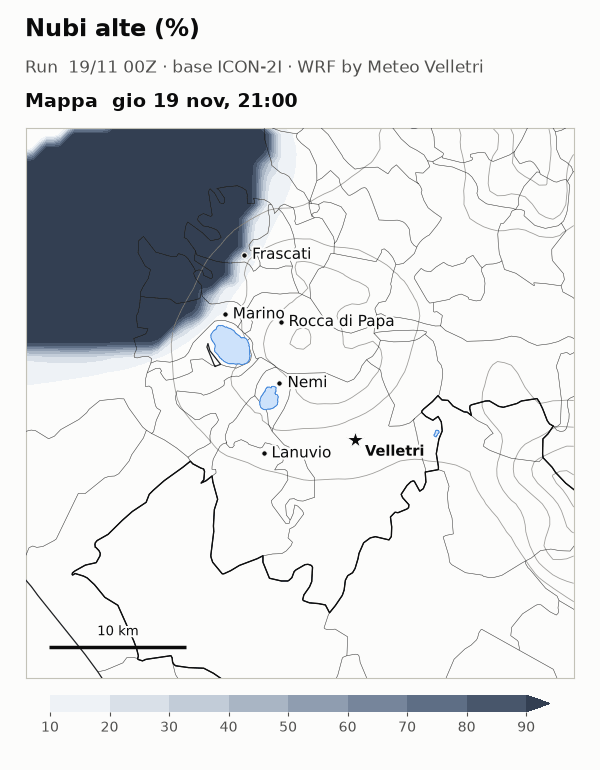 Nubi alte (%)
Run  19/11 00Z · base ICON-2I · WRF by Meteo Velletri
Mappa  gio 19 nov, 21:00
Frascati
Marino
Rocca di Papa
Nemi
Velletri
Lanuvio
10 km
10 20 30 40 50 60 70 80 90